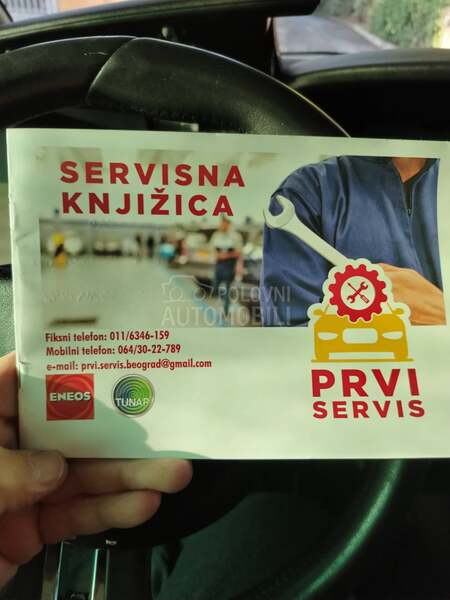 SERVISNA
KNJIŽICA
POLOVNI
AUTOMOBILI
Fiksni telefon: 011/6346-159
Mobilni telefon: 064/30-22-789
e-mail: prvi.servis.beograd@gmail.com
ENEOS
TUNAP
PRVI
SERVIS